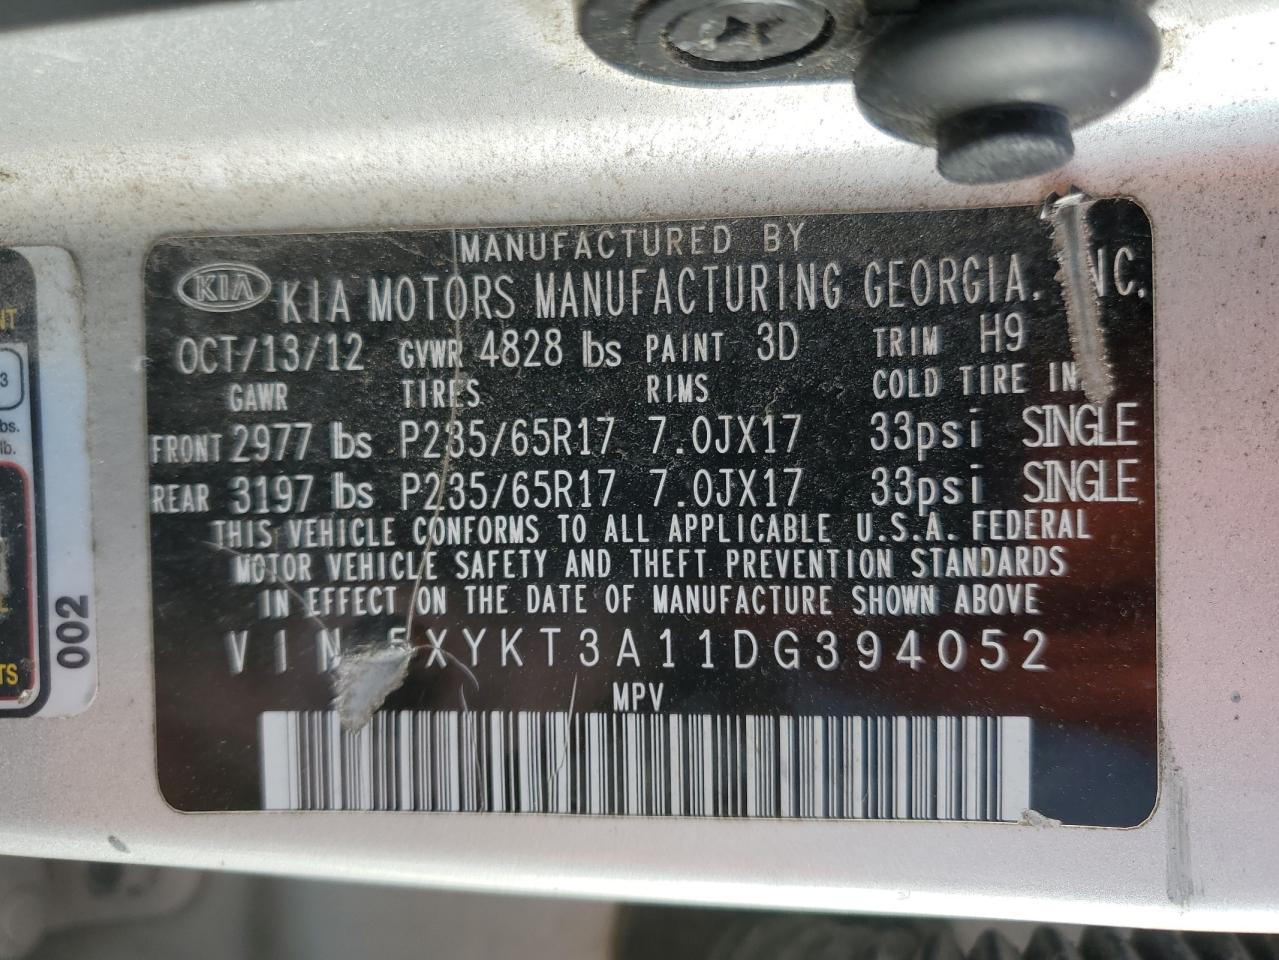 MANUFACTURED BY
KIA KIA MOTORS MANUFACTURING GEORGIA. INC.
OCT/13/12 GVWR 4828 lbs PAINT 3D TRIM H9
GAWR TIRES RIMS COLD TIRE
FRONT 2977 lbs P235/65R17 7.0JX17 33psi SINGLE
REAR 3197 lbs P235/65R17 7.0JX17 33psi SINGLE
THIS VEHICLE CONFORMS TO ALL APPLICABLE U.S.A. FEDERAL
MOTOR VEHICLE SAFETY AND THEFT PREVENTION STANDARDS
IN EFFECT ON THE DATE OF MANUFACTURE SHOWN ABOVE
VIN 5XYKT3A11DG394052
MPV
3
lb.
002